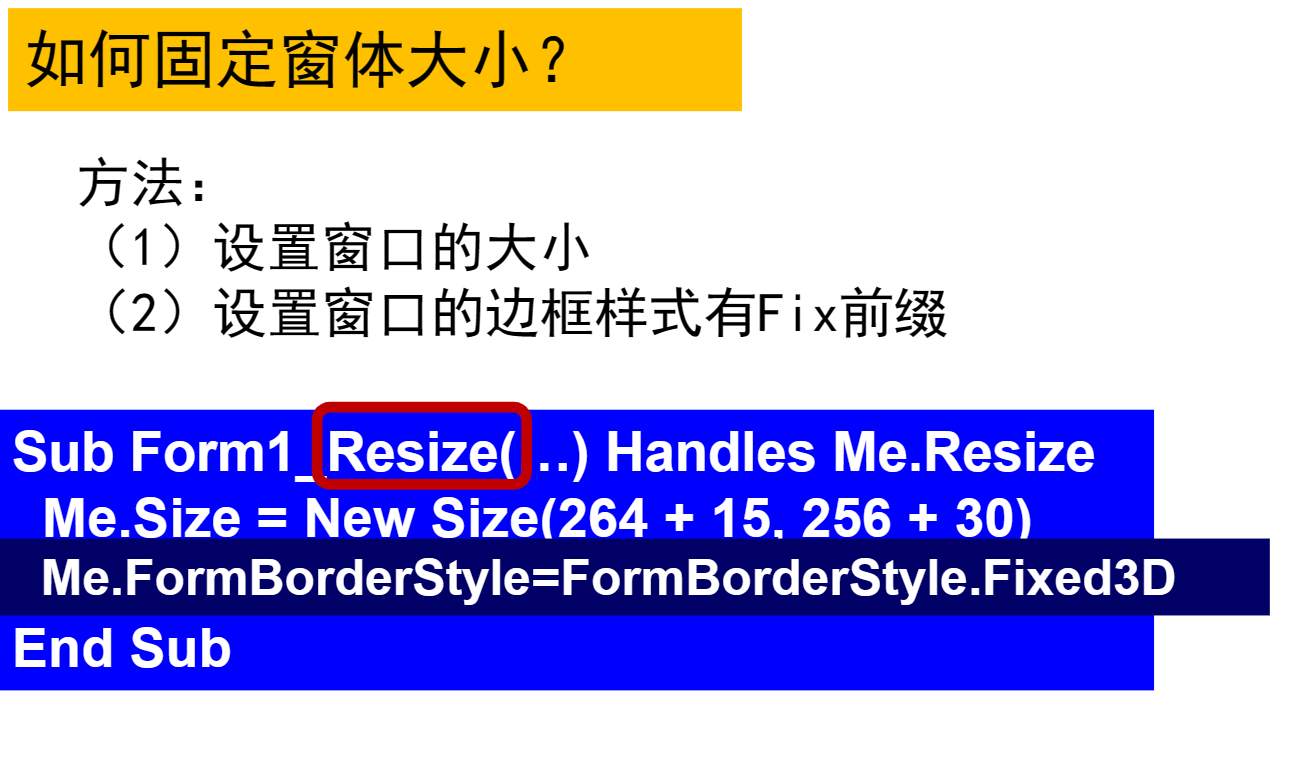 如何固定窗体大小？
方法：
（1）设置窗口的大小
（2）设置窗口的边框样式有Fix前缀
Sub Form1_Resize(…) Handles Me.Resize
Me.Size = New Size(264 + 15, 256 + 30)
Me.FormBorderStyle=FormBorderStyle.Fixed3D
End Sub